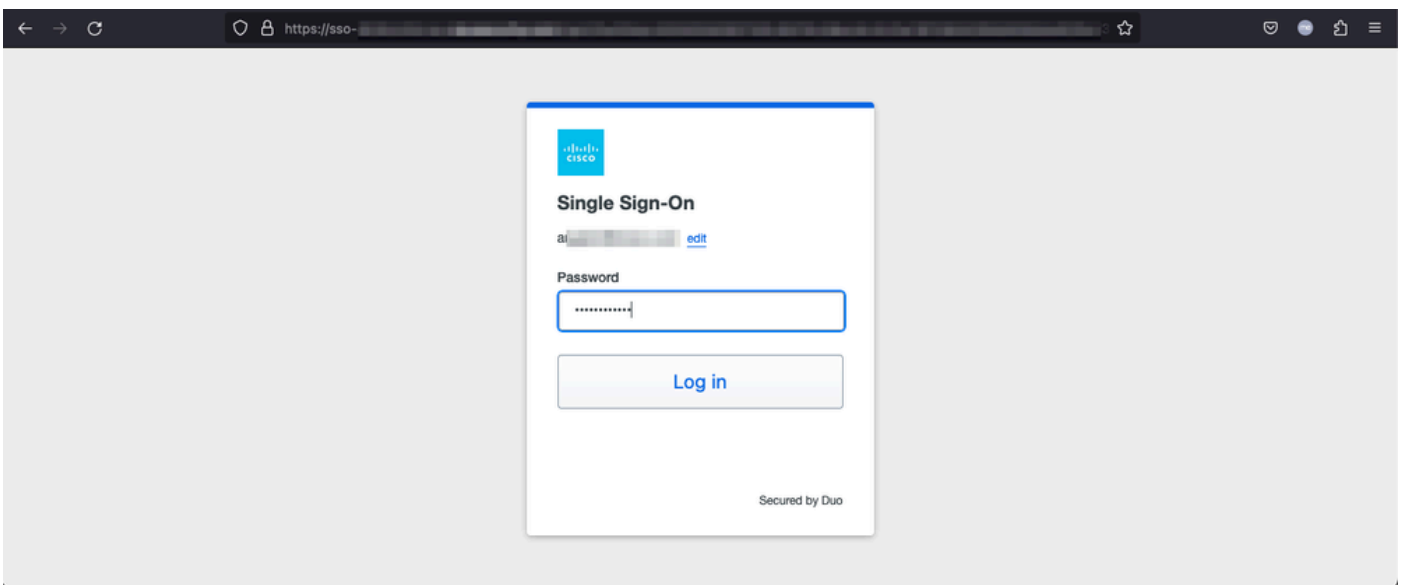 https://sso-
CISCO
Single Sign-On
edit
Password
Log in
Secured by Duo